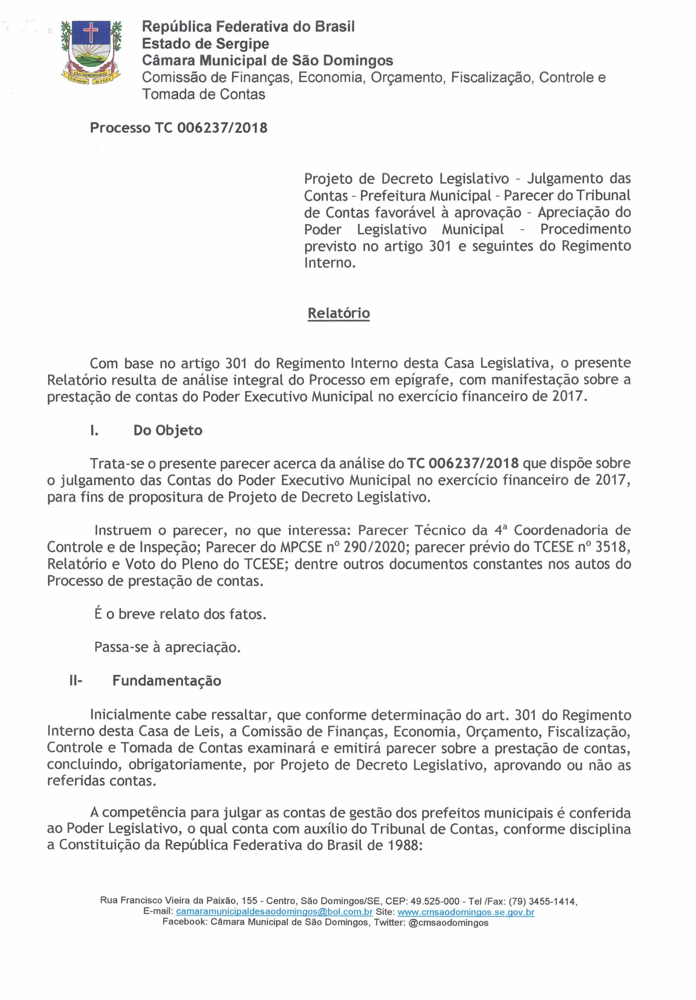 República Federativa do Brasil
Estado de Sergipe
Câmara Municipal de São Domingos
Comissão de Finanças, Economia, Orçamento, Fiscalização, Controle e
Tomada de Contas
SÃO DOMINGOS-SE
Processo TC 006237/2018
Projeto de Decreto Legislativo - Julgamento das
Contas - Prefeitura Municipal - Parecer do Tribunal
de Contas favorável à aprovação - Apreciação do
Poder Legislativo Municipal - Procedimento
previsto no artigo 301 e seguintes do Regimento
Interno.
Relatório
Com base no artigo 301 do Regimento Interno desta Casa Legislativa, o presente
Relatório resulta de análise integral do Processo em epígrafe, com manifestação sobre a
prestação de contas do Poder Executivo Municipal no exercício financeiro de 2017.
I. Do Objeto
Trata-se o presente parecer acerca da análise do TC 006237/2018 que dispõe sobre
o julgamento das Contas do Poder Executivo Municipal no exercício financeiro de 2017,
para fins de propositura de Projeto de Decreto Legislativo.
Instruem o parecer, no que interessa: Parecer Técnico da 4ª Coordenadoria de
Controle e de Inspeção; Parecer do MPCSE nº 290/2020; parecer prévio do TCESE nº 3518,
Relatório e Voto do Pleno do TCESE; dentre outros documentos constantes nos autos do
Processo de prestação de contas.
É o breve relato dos fatos.
Passa-se à apreciação.
II- Fundamentação
Inicialmente cabe ressaltar, que conforme determinação do art. 301 do Regimento
Interno desta Casa de Leis, a Comissão de Finanças, Economia, Orçamento, Fiscalização,
Controle e Tomada de Contas examinará e emitirá parecer sobre a prestação de contas,
concluindo, obrigatoriamente, por Projeto de Decreto Legislativo, aprovando ou não as
referidas contas.
A competência para julgar as contas de gestão dos prefeitos municipais é conferida
ao Poder Legislativo, o qual conta com auxílio do Tribunal de Contas, conforme disciplina
a Constituição da República Federativa do Brasil de 1988:
Rua Francisco Vieira da Paixão, 155 - Centro, São Domingos/SE, CEP: 49.525-000 - Tel /Fax: (79) 3455-1414,
E-mail: camaramunicipaldesaodomingos@bol.com.br Site: www.cmsaodomingos.se.gov.br
Facebook: Câmara Municipal de São Domingos, Twitter: @cmsaodomingos